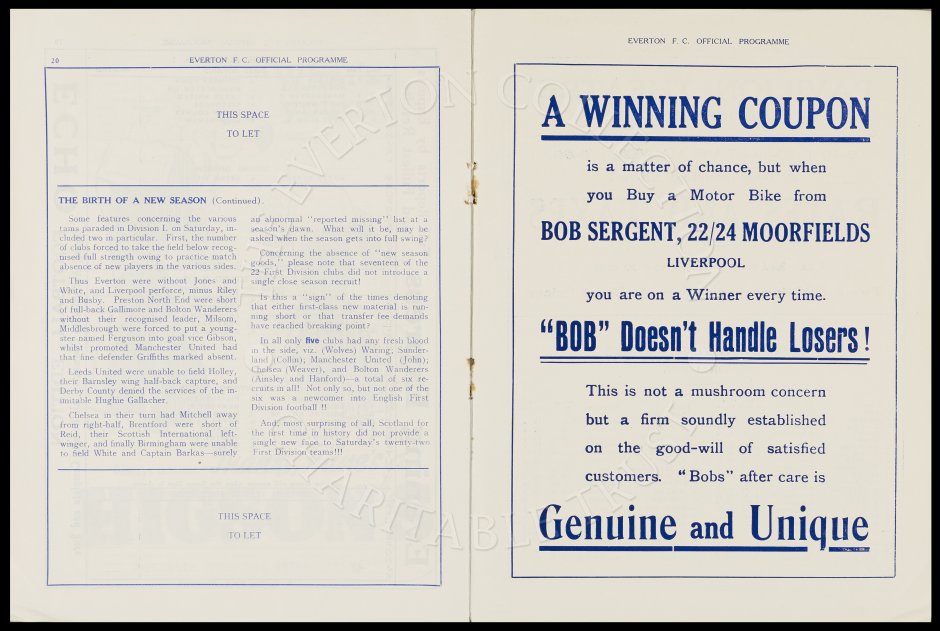 20
EVERTON F. C. OFFICIAL PROGRAMME
THIS SPACE
TO LET
THE BIRTH OF A NEW SEASON (Continued).
Some features concerning the various
tams paraded in Division I. on Saturday, in-
cluded two in particular. First, the number
of clubs forced to take the field below recog-
nised full strength owing to practice match
absence of new players in the various sides.
Thus Everton were without Jones and
White, and Liverpool perforce, minus Riley
and Busby. Preston North End were short
of full-back Gallimore and Bolton Wanderers
without their recognised leader, Milsom,
Middlesbrough were forced to put a young-
ster named Ferguson into goal vice Gibson,
whilst promoted Manchester United had
that fine defender Griffiths marked absent.
Leeds United were unable to field Holley,
their Barnsley wing half-back capture, and
Derby County denied the services of the in-
imitable Hughie Gallacher.
Chelsea in their turn had Mitchell away
from right-half, Brentford were short of
Reid, their Scottish International left-
winger, and finally Birmingham were unable
to field White and Captain Barkas—surely
an abnormal "reported missing" list at a
season's dawn. What will it be, may be
asked when the season gets into full swing?
Concerning the absence of "new season
goods," please note that seventeen of the
22 First Division clubs did not introduce a
single close season recruit!
Is this a "sign" of the times denoting
that either first-class new material is run-
ning short or that transfer fee demands
have reached breaking point?
In all only five clubs had any fresh blood
in the side, viz. (Wolves) Waring; Sunder-
land (Collin); Manchester United (John);
Chelsea (Weaver), and Bolton Wanderers
(Ainsley and Hanford)—a total of six re-
cruits in all! Not only so, but not one of the
six was a newcomer into English First
Division football !!
And, most surprising of all, Scotland for
the first time in history did not provide a
single new face to Saturday's twenty-two
First Division teams!!!
THIS SPACE
TO LET
EVERTON F. C. OFFICIAL PROGRAMME
A WINNING COUPON
is a matter of chance, but when
you Buy a Motor Bike from
BOB SERGENT, 22/24 MOORFIELDS
LIVERPOOL
you are on a Winner every time.
"BOB" Doesn't Handle Losers!
This is not a mushroom concern
but a firm soundly established
on the good-will of satisfied
customers. "Bobs" after care is
Genuine and Unique
THE EVERTON COLLECTION
CHARITABLE TRUST